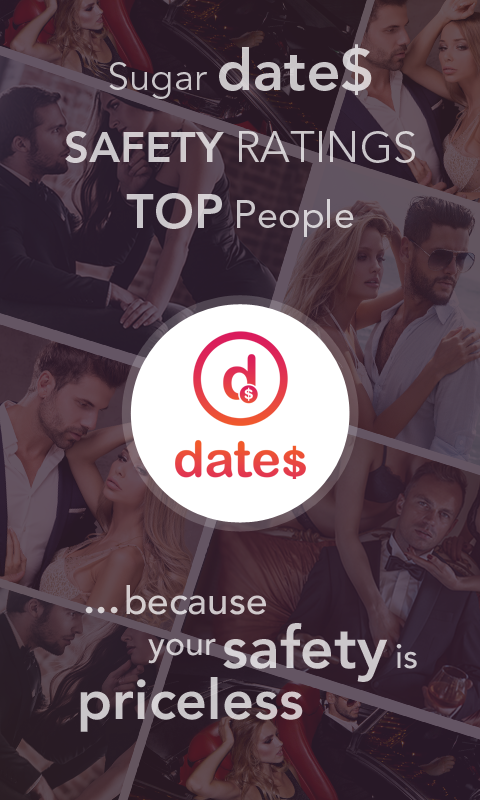 Sugar date$
SAFETY RATINGS
TOP People
d$
date$
...because
your safety is
priceless